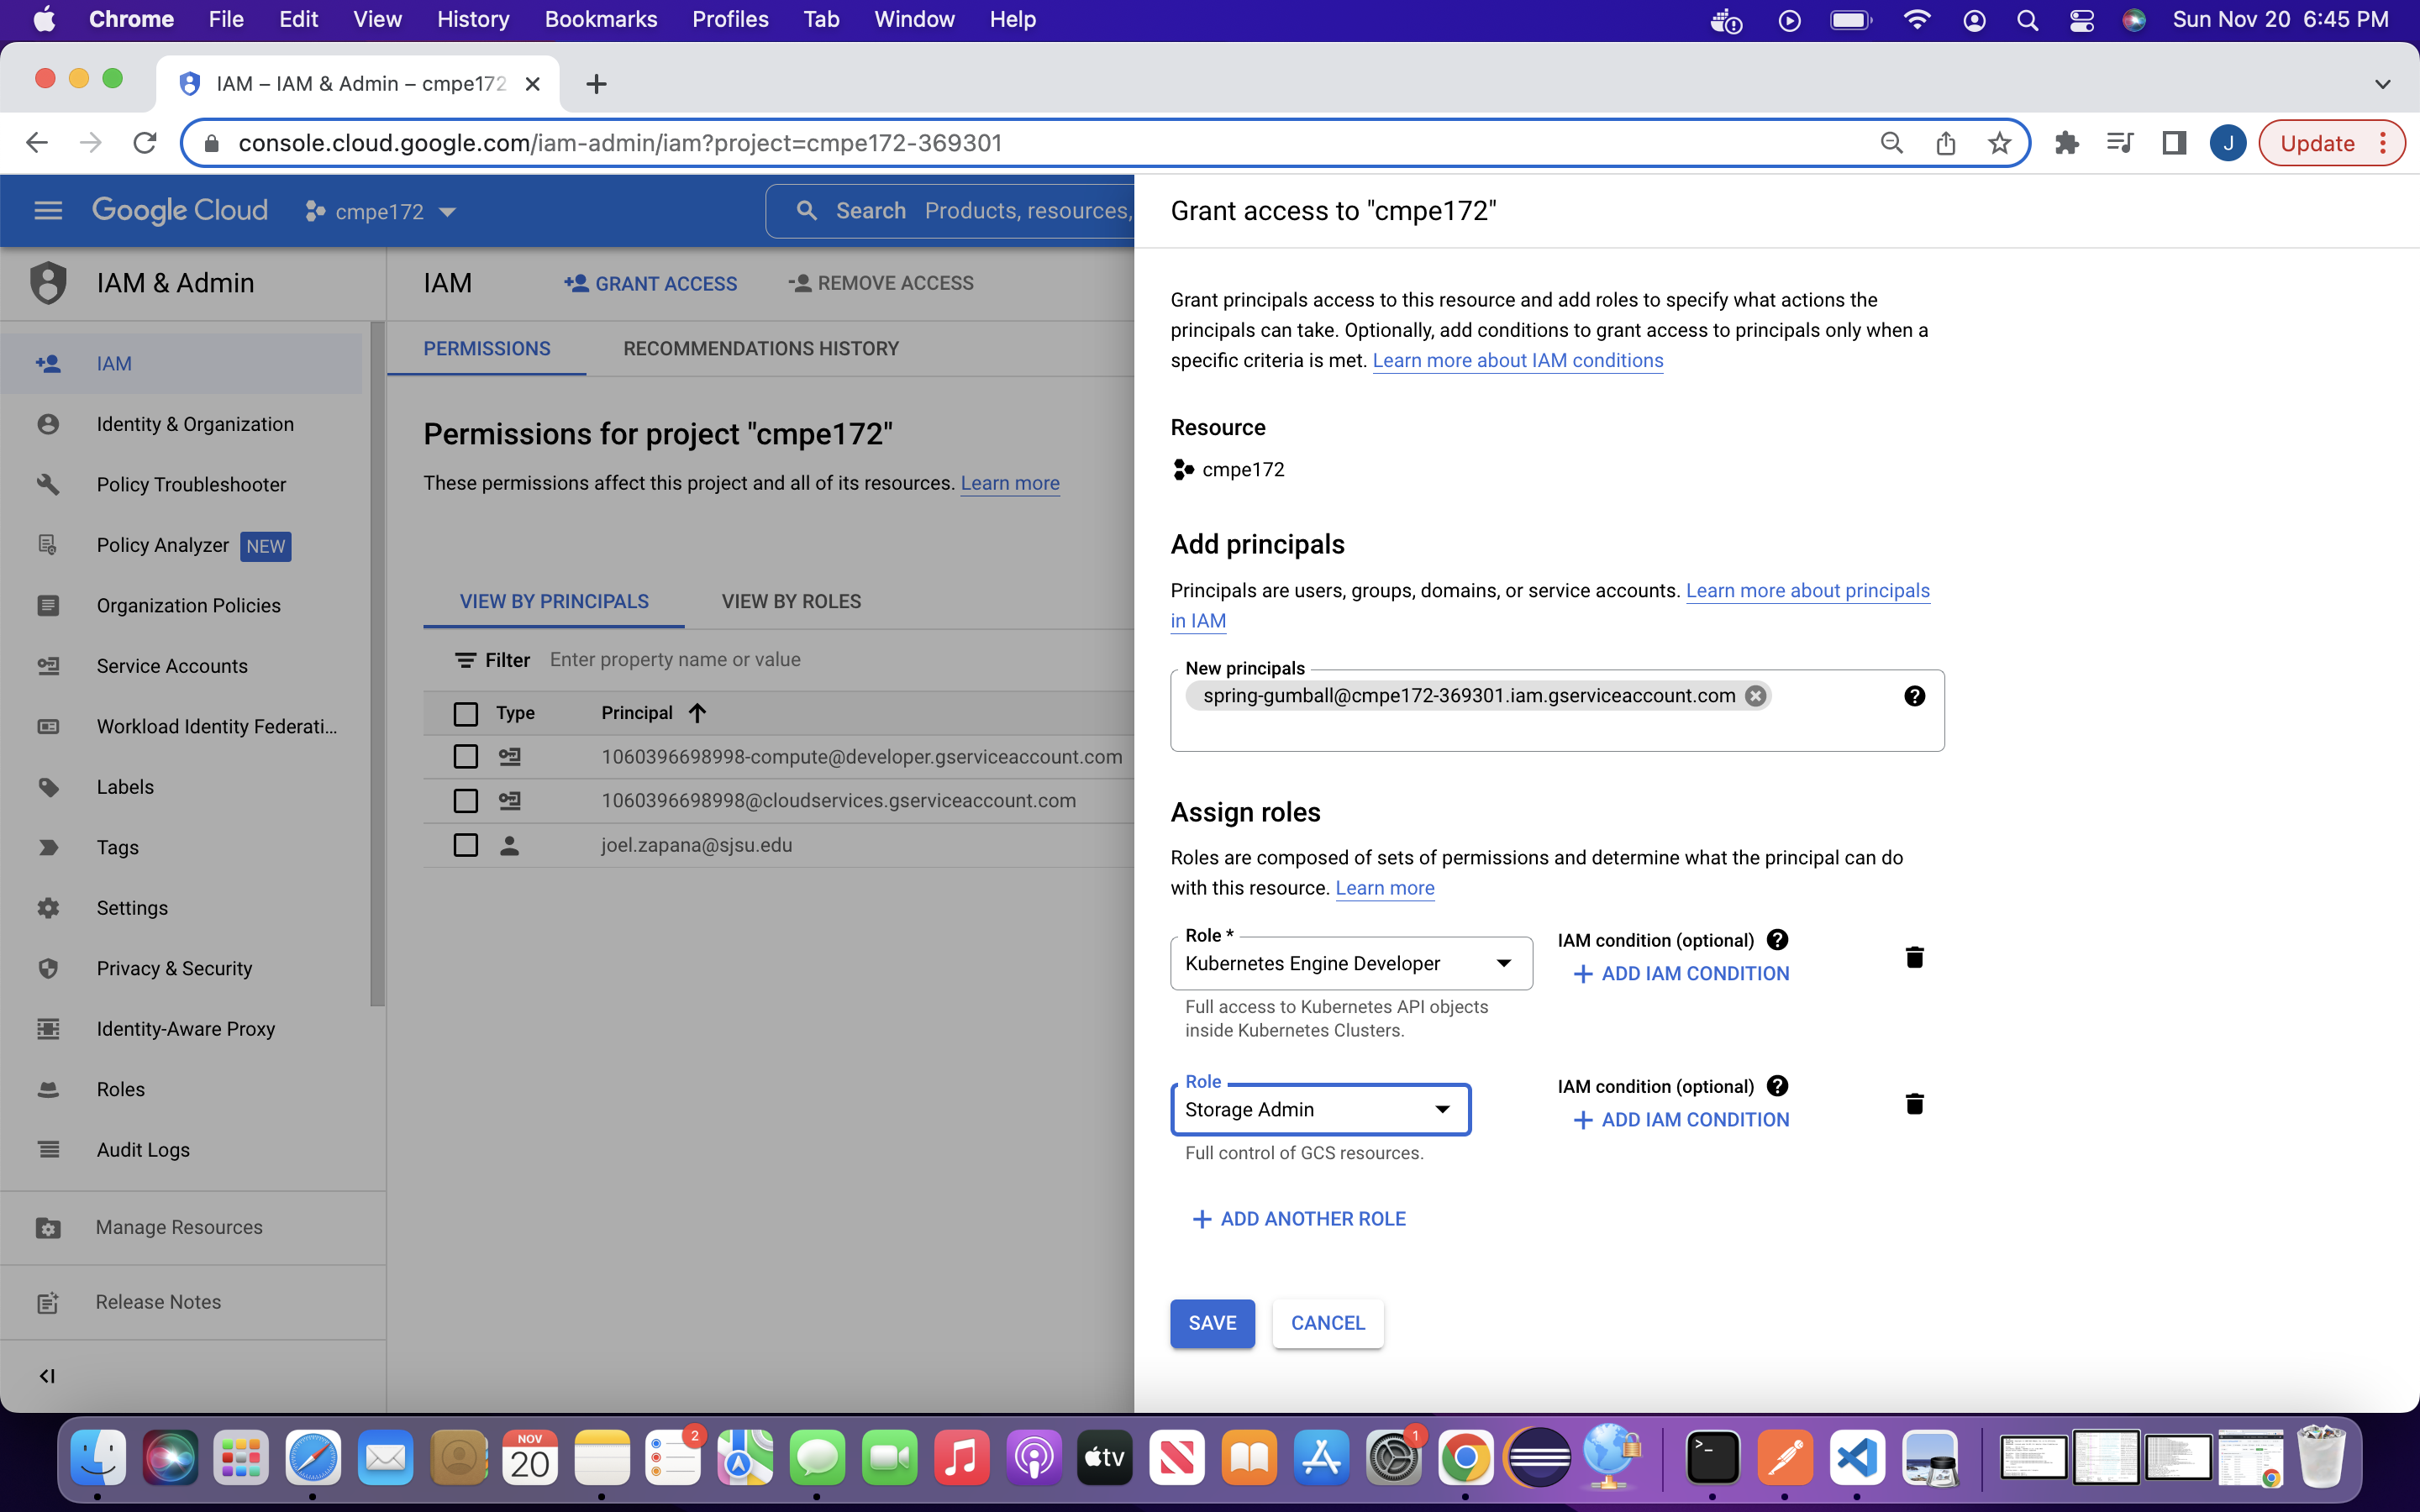 Chrome File Edit View History Bookmarks Profiles Tab Window Help Sun Nov 20 6:45 PM
IAM – IAM & Admin – cmpe172
console.cloud.google.com/iam-admin/iam?project=cmpe172-369301
J
Update
Google Cloud
cmpe172
Search Products, resources,
IAM & Admin
IAM
Identity & Organization
Policy Troubleshooter
Policy Analyzer NEW
Organization Policies
Service Accounts
Workload Identity Federati...
Labels
Tags
Settings
Privacy & Security
Identity-Aware Proxy
Roles
Audit Logs
Manage Resources
Release Notes
IAM
GRANT ACCESS
REMOVE ACCESS
PERMISSIONS
RECOMMENDATIONS HISTORY
Permissions for project "cmpe172"
These permissions affect this project and all of its resources. Learn more
VIEW BY PRINCIPALS
VIEW BY ROLES
Filter Enter property name or value
Type Principal
1060396698998-compute@developer.gserviceaccount.com
1060396698998@cloudservices.gserviceaccount.com
joel.zapana@sjsu.edu
Grant access to "cmpe172"
Grant principals access to this resource and add roles to specify what actions the
principals can take. Optionally, add conditions to grant access to principals only when a
specific criteria is met. Learn more about IAM conditions
Resource
cmpe172
Add principals
Principals are users, groups, domains, or service accounts. Learn more about principals
in IAM
New principals
spring-gumball@cmpe172-369301.iam.gserviceaccount.com
Assign roles
Roles are composed of sets of permissions and determine what the principal can do
with this resource. Learn more
Role *
Kubernetes Engine Developer
Full access to Kubernetes API objects
inside Kubernetes Clusters.
IAM condition (optional)
ADD IAM CONDITION
Role
Storage Admin
Full control of GCS resources.
IAM condition (optional)
ADD IAM CONDITION
ADD ANOTHER ROLE
SAVE
CANCEL
NOV
20
2
tv
1